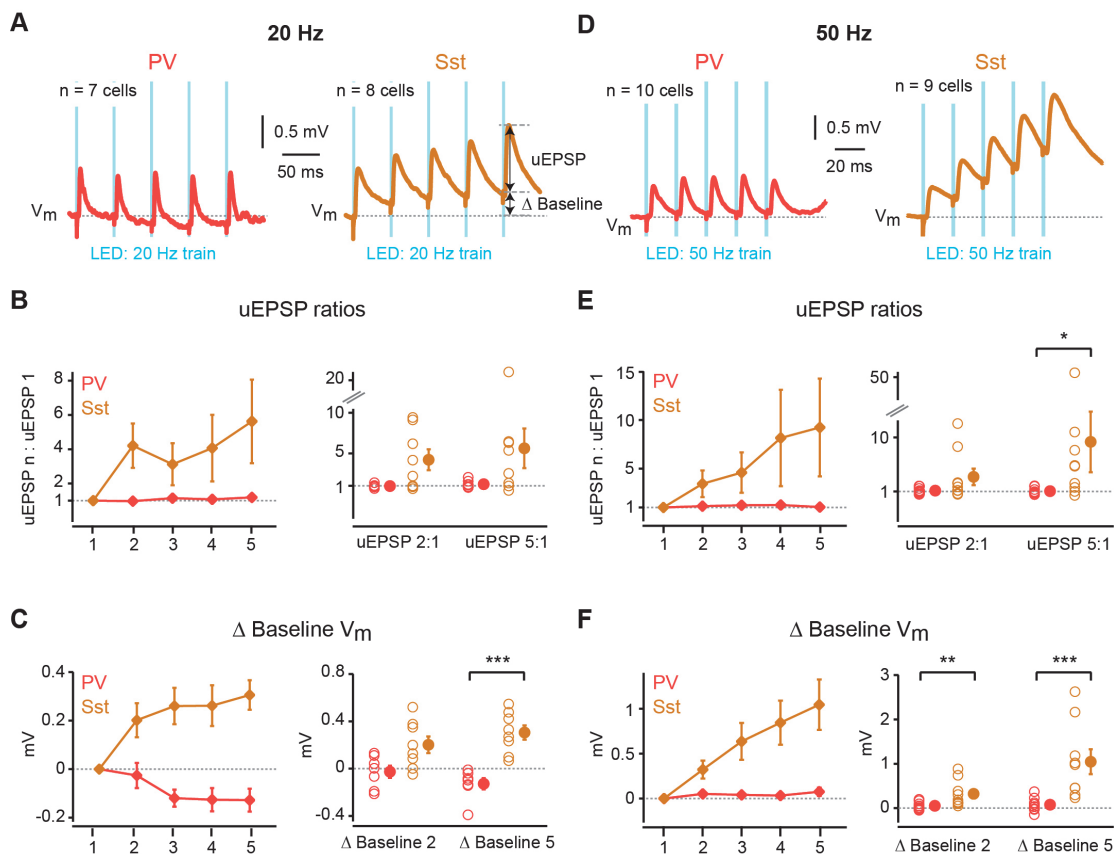 A
20 Hz
PV
Sst
n = 7 cells
n = 8 cells
0.5 mV
50 ms
uEPSP
Δ Baseline
Vm
Vm
LED: 20 Hz train
LED: 20 Hz train
D
50 Hz
PV
Sst
n = 10 cells
n = 9 cells
0.5 mV
20 ms
Vm
Vm
LED: 50 Hz train
LED: 50 Hz train
B
uEPSP ratios
uEPSP n : uEPSP 1
8
6
4
2
1
PV
Sst
1 2 3 4 5
20
10
5
1
uEPSP 2:1 uEPSP 5:1
E
uEPSP ratios
uEPSP n : uEPSP 1
15
10
5
1
PV
Sst
1 2 3 4 5
50
10
1
*
uEPSP 2:1 uEPSP 5:1
C
Δ Baseline Vm
mV
0.4
0.2
0
-0.2
PV
Sst
1 2 3 4 5
mV
0.8
0.4
0
-0.4
***
Δ Baseline 2 Δ Baseline 5
F
Δ Baseline Vm
mV
1
0.5
0
PV
Sst
1 2 3 4 5
mV
3
2
1
0
** ***
Δ Baseline 2 Δ Baseline 5